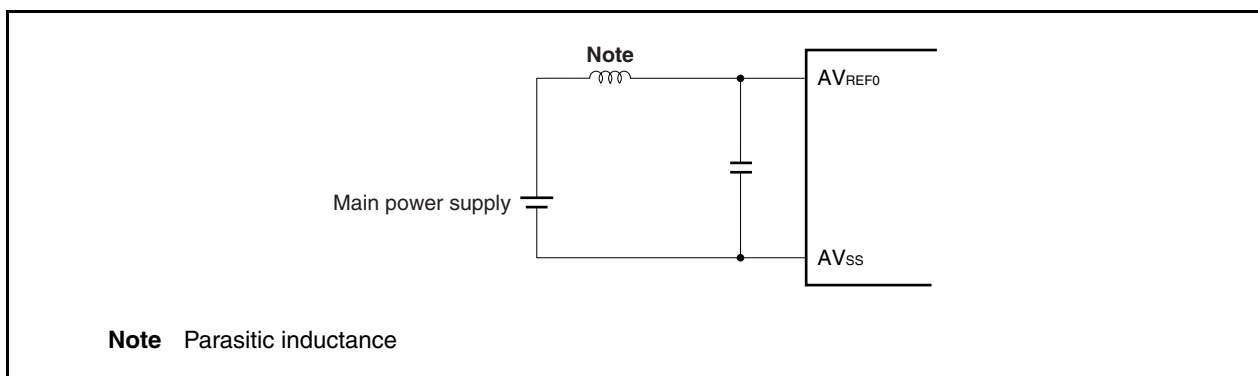 Note
AVREF0
Main power supply
AVSS
Note Parasitic inductance